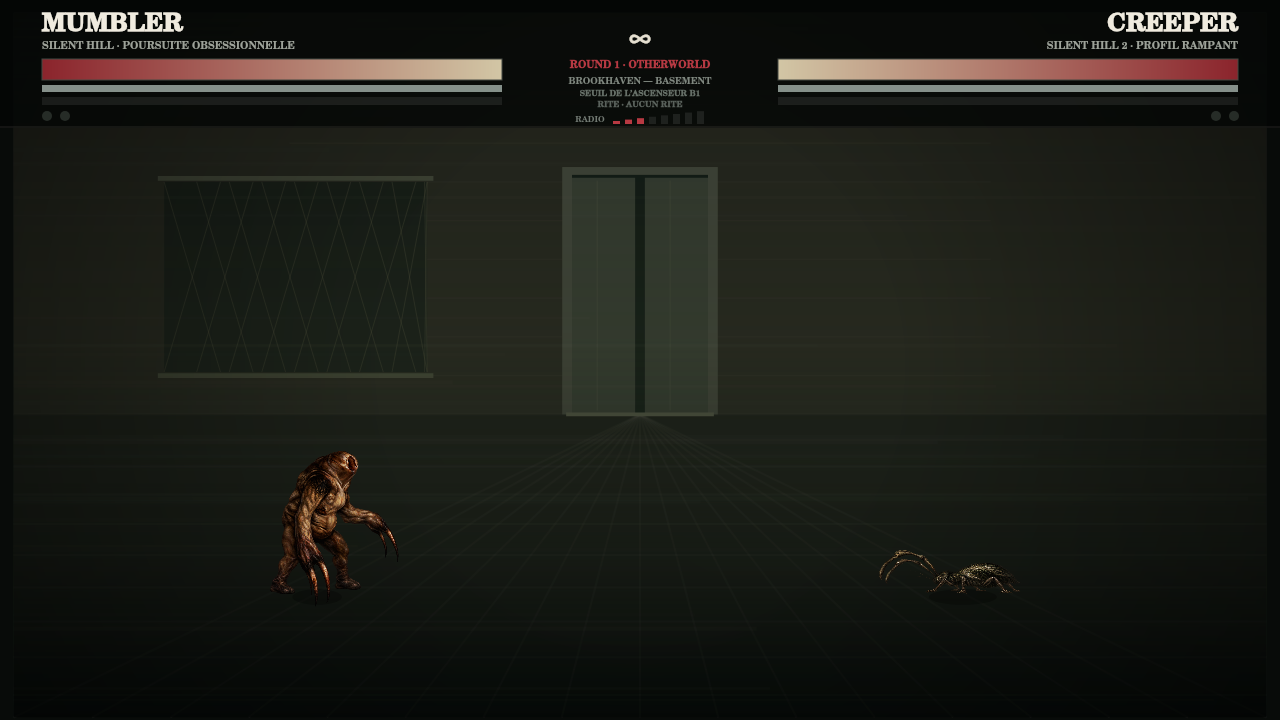 MUMBLER
SILENT HILL · POURSUITE OBSESSIONNELLE
∞
ROUND 1 · OTHERWORLD
BROOKHAVEN — BASEMENT
SEUIL DE L'ASCENSEUR B1
RITE · AUCUN RITE
RADIO
CREEPER
SILENT HILL 2 · PROFIL RAMPANT